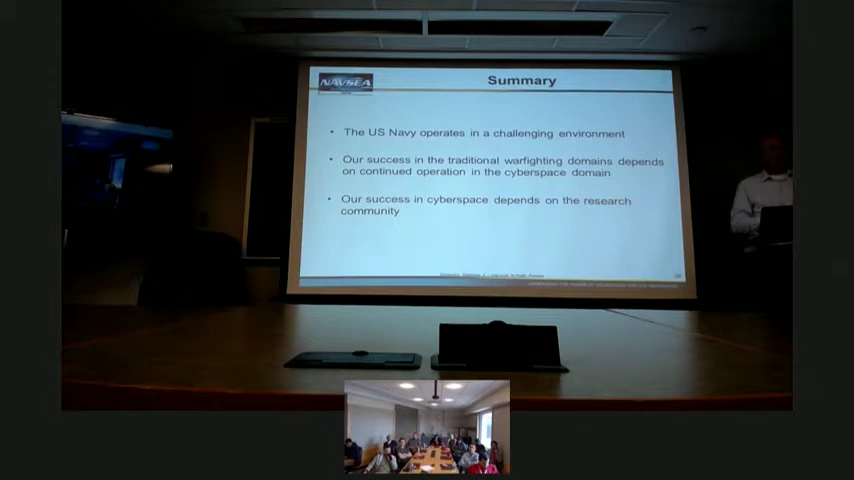 NAVSEA
Summary
• The US Navy operates in a challenging environment
• Our success in the traditional warfighting domains depends
on continued operation in the cyberspace domain
• Our success in cyberspace depends on the research
community